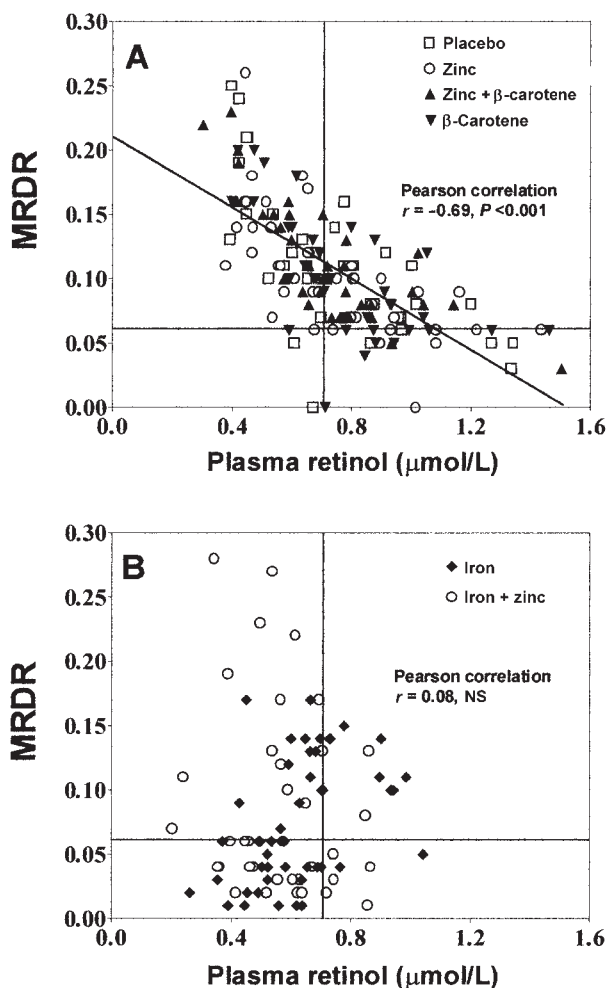 A
MRDR
0.30
0.25
0.20
0.15
0.10
0.05
0.00
Placebo
Zinc
Zinc + β-carotene
β-Carotene
Pearson correlation
r = –0.69, P <0.001
0.0 0.4 0.8 1.2 1.6
Plasma retinol (μmol/L)
B
MRDR
0.30
0.25
0.20
0.15
0.10
0.05
0.00
Iron
Iron + zinc
Pearson correlation
r = 0.08, NS
0.0 0.4 0.8 1.2 1.6
Plasma retinol (μmol/L)